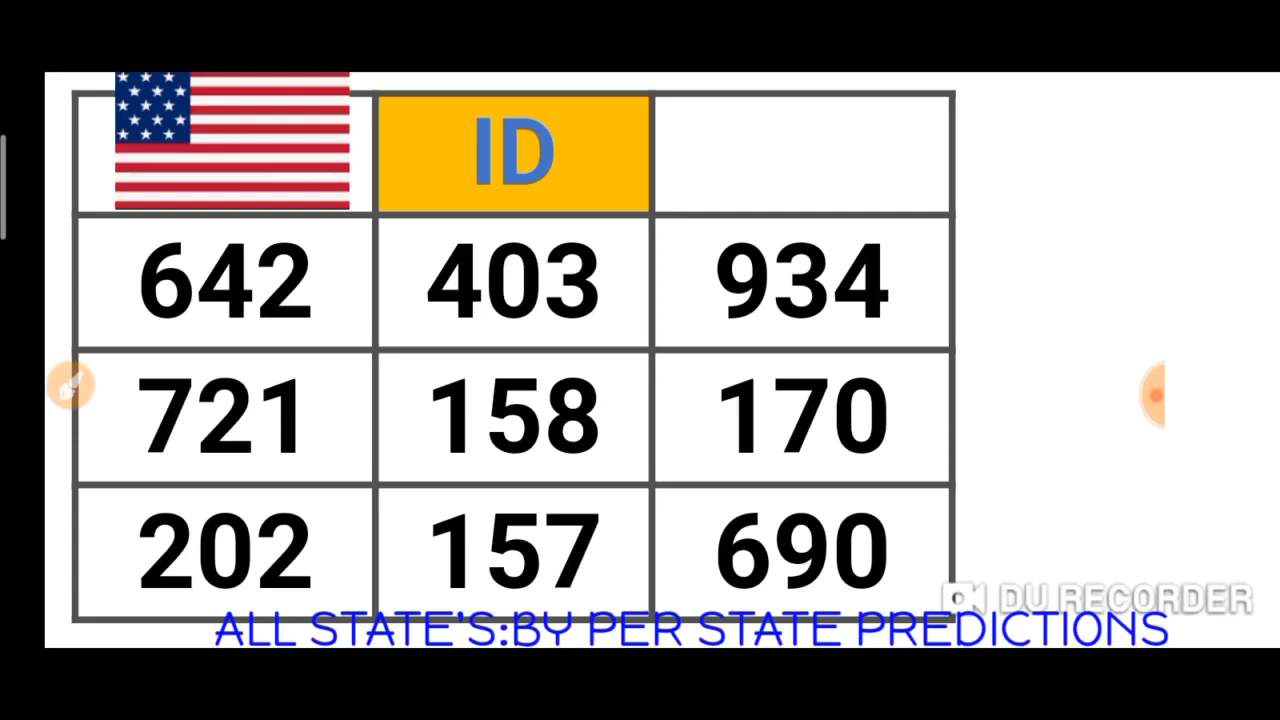 ID
642 403 934
721 158 170
202 157 690
DU RECORDER
ALL STATE'S:BY PER STATE PREDICTIONS